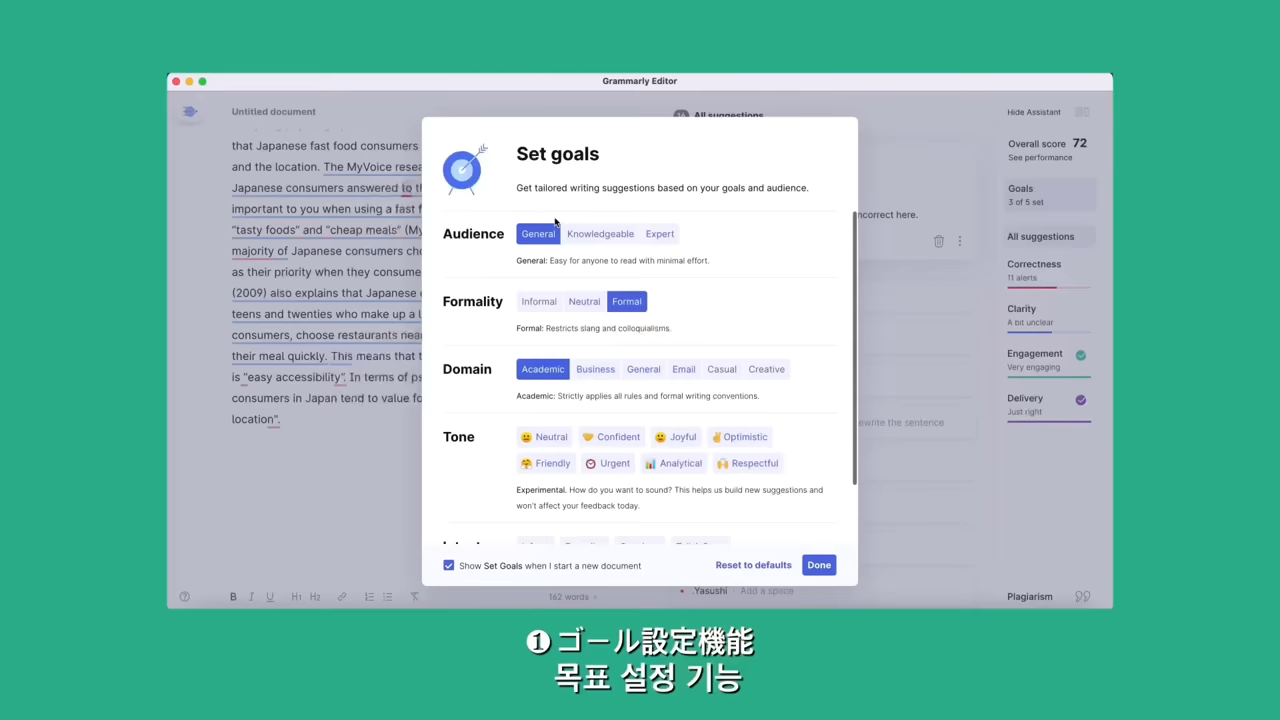 Grammarly Editor
Untitled document
that Japanese fast food consumers
and the location. The MyVoice resea
Japanese consumers answered to th
important to you when using a fast f
“tasty foods” and “cheap meals” (My
majority of Japanese consumers cho
as their priority when they consume
(2009) also explains that Japanese c
teens and twenties who make up a l
consumers, choose restaurants near
their meal quickly. This means that t
is “easy accessibility”. In terms of ps
consumers in Japan tend to value fo
location”.
All suggestions
ncorrect here.
ewrite the sentence
.Yasushi · Add a space
B I U H1 H2
162 words
Set goals
Get tailored writing suggestions based on your goals and audience.
Audience
General Knowledgeable Expert
General: Easy for anyone to read with minimal effort.
Formality
Informal Neutral Formal
Formal: Restricts slang and colloquialisms.
Domain
Academic Business General Email Casual Creative
Academic: Strictly applies all rules and formal writing conventions.
Tone
Neutral Confident Joyful Optimistic
Friendly Urgent Analytical Respectful
Experimental. How do you want to sound? This helps us build new suggestions and
won’t affect your feedback today.
Show Set Goals when I start a new document
Reset to defaults
Done
Hide Assistant
Overall score 72
See performance
Goals
3 of 5 set
All suggestions
Correctness
11 alerts
Clarity
A bit unclear
Engagement
Very engaging
Delivery
Just right
Plagiarism
❶ ゴール設定機能
목표 설정 기능